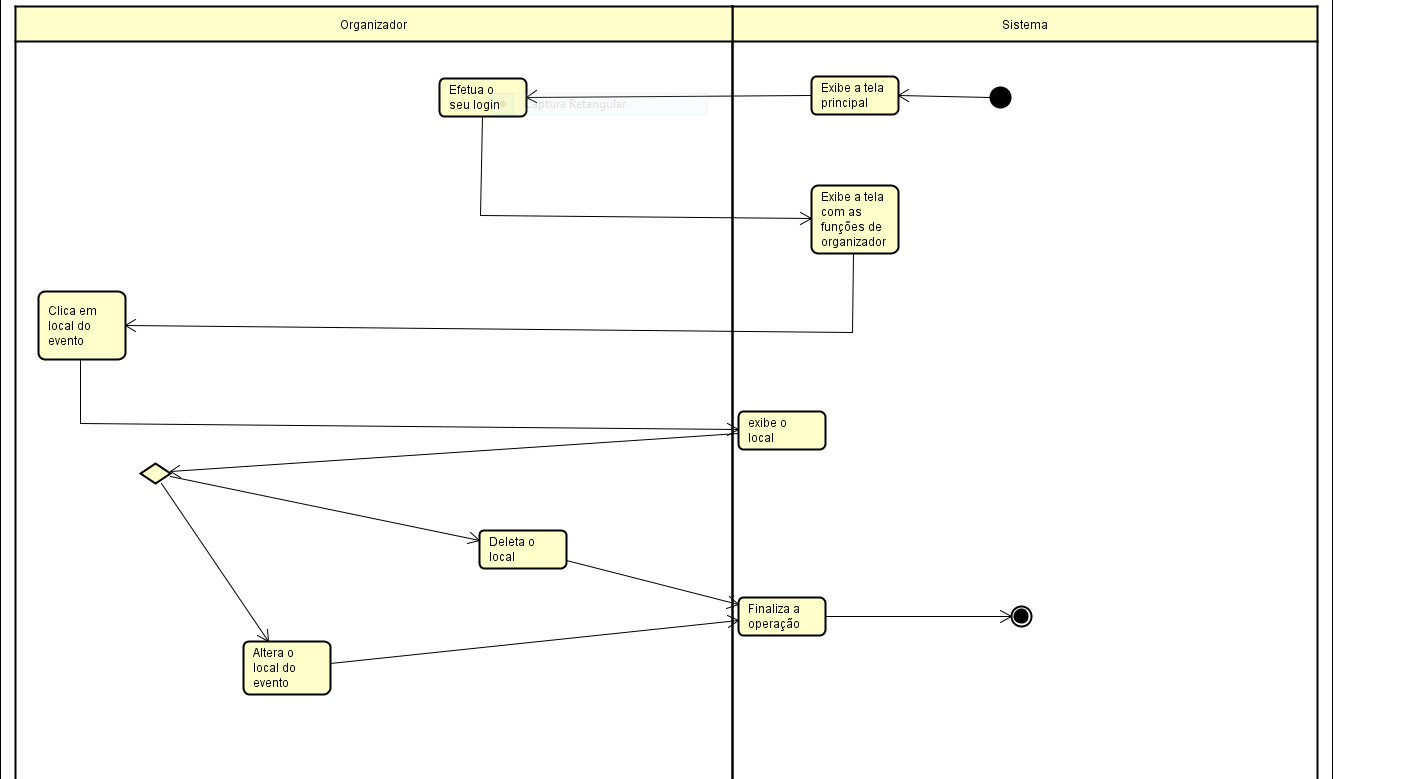 Organizador
Sistema
Efetua o
seu login
Captura Retangular
Exibe a tela
principal
Exibe a tela
com as
funções de
organizador
Clica em
local do
evento
exibe o
local
Deleta o
local
Finaliza a
operação
Altera o
local do
evento